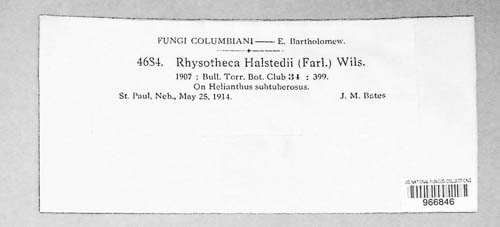 FUNGI COLUMBIANI — E. Bartholomew.
4684. Rhysotheca Halstedii (Farl.) Wils.
1907 : Bull. Torr. Bot. Club 34 : 399.
On Helianthus subtuberosus.
St. Paul, Neb., May 25, 1914. J. M. Bates
US NATIONAL FUNGUS COLLECTIONS
966846